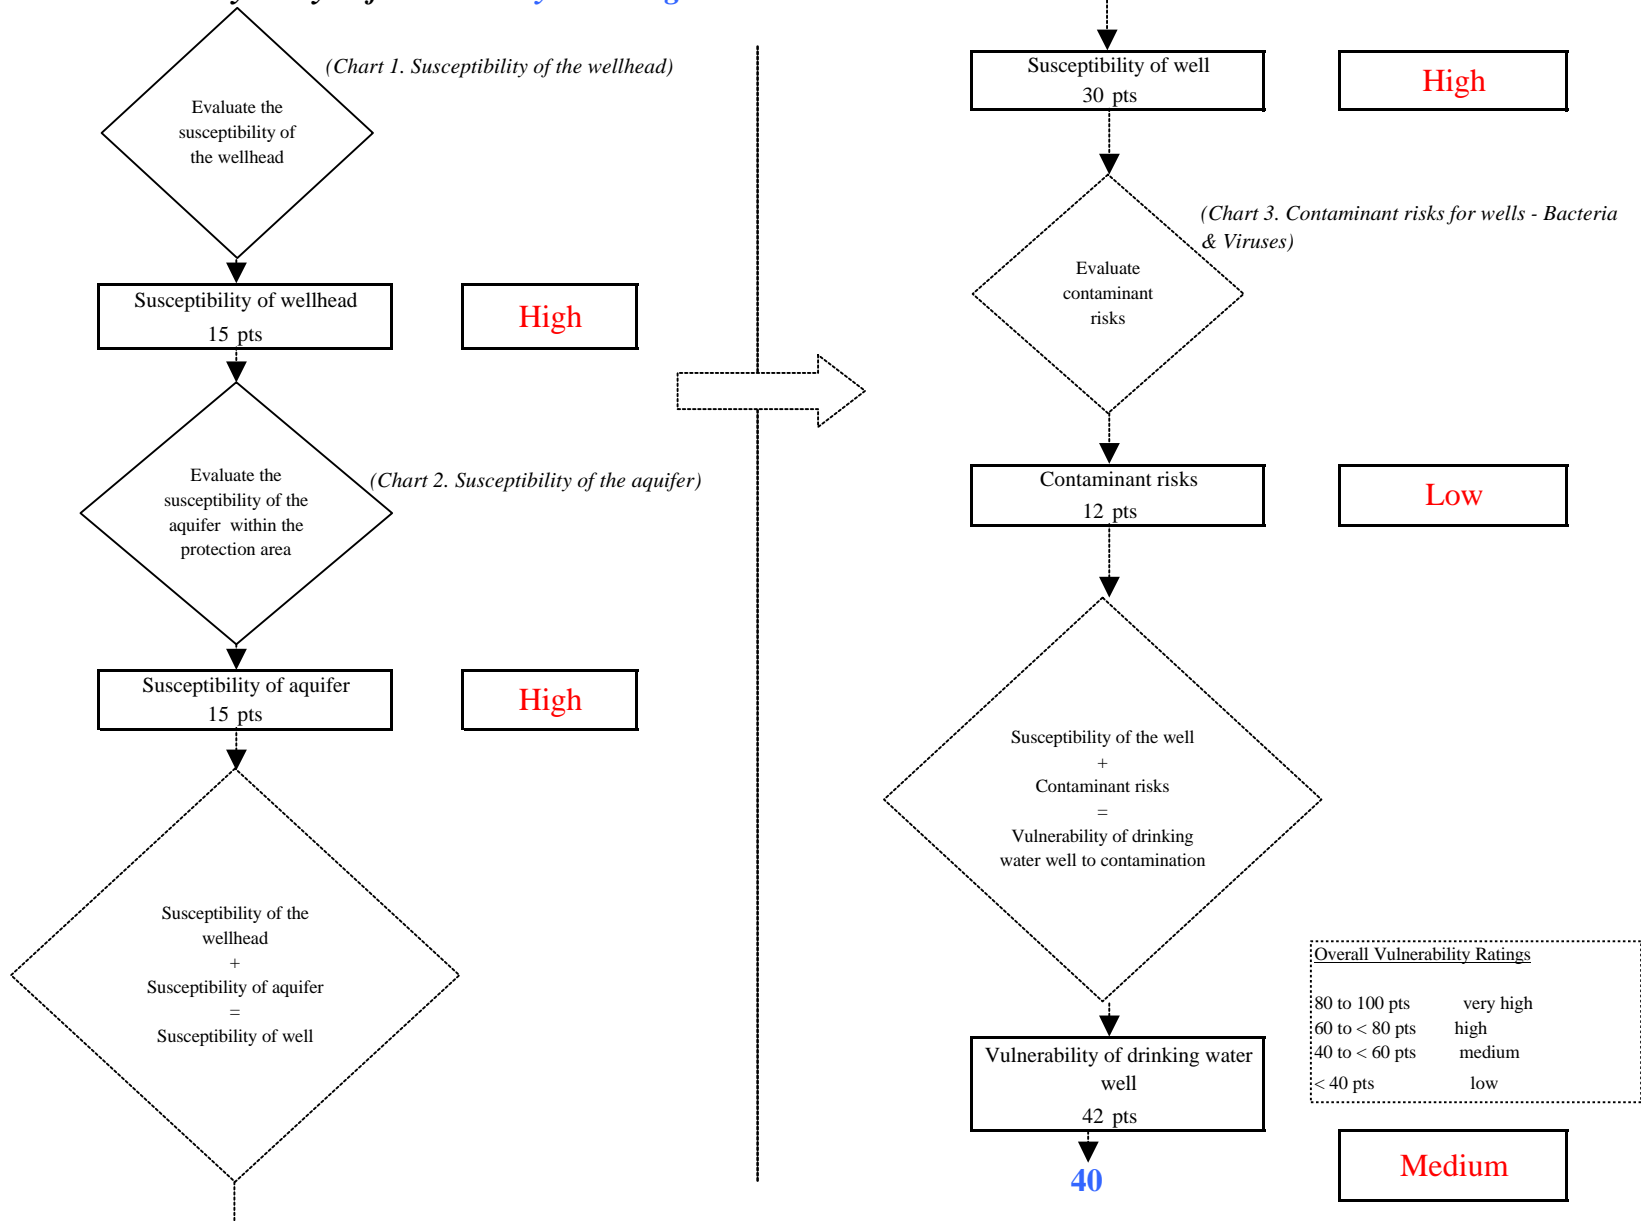 (Chart 1. Susceptibility of the wellhead)
Evaluate the
susceptibility of
the wellhead
Susceptibility of wellhead
15 pts
High
Evaluate the
susceptibility of the
aquifer within the
protection area
(Chart 2. Susceptibility of the aquifer)
Susceptibility of aquifer
15 pts
High
Susceptibility of the
wellhead
+
Susceptibility of aquifer
=
Susceptibility of well
Susceptibility of well
30 pts
High
(Chart 3. Contaminant risks for wells - Bacteria
& Viruses)
Evaluate
contaminant
risks
Contaminant risks
12 pts
Low
Susceptibility of the well
+
Contaminant risks
=
Vulnerability of drinking
water well to contamination
Overall Vulnerability Ratings
80 to 100 pts very high
60 to < 80 pts high
40 to < 60 pts medium
< 40 pts low
Vulnerability of drinking water
well
42 pts
40
Medium